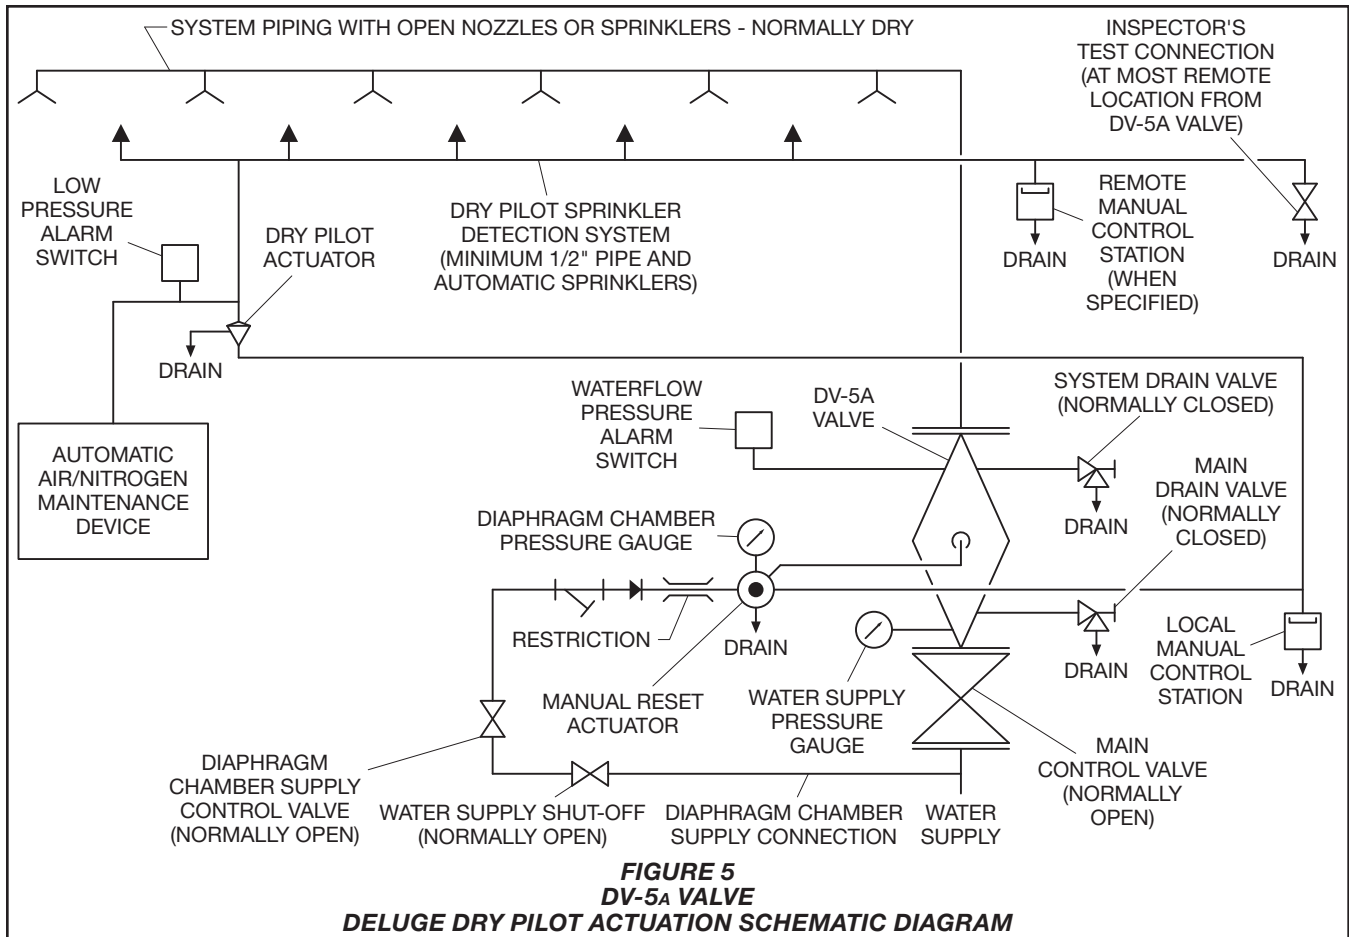 SYSTEM PIPING WITH OPEN NOZZLES OR SPRINKLERS - NORMALLY DRY
INSPECTOR'S
TEST CONNECTION
(AT MOST REMOTE
LOCATION FROM
DV-5A VALVE)
LOW
PRESSURE
ALARM
SWITCH
DRY PILOT
ACTUATOR
DRY PILOT SPRINKLER
DETECTION SYSTEM
(MINIMUM 1/2" PIPE AND
AUTOMATIC SPRINKLERS)
DRAIN
REMOTE
MANUAL
CONTROL
STATION
(WHEN
SPECIFIED)
DRAIN
DRAIN
AUTOMATIC
AIR/NITROGEN
MAINTENANCE
DEVICE
WATERFLOW
PRESSURE
ALARM
SWITCH
DV-5A
VALVE
SYSTEM DRAIN VALVE
(NORMALLY CLOSED)
DRAIN
MAIN
DRAIN VALVE
(NORMALLY
CLOSED)
DIAPHRAGM CHAMBER
PRESSURE GAUGE
RESTRICTION
DRAIN
DRAIN
LOCAL
MANUAL
CONTROL
STATION
DRAIN
MANUAL RESET
ACTUATOR
WATER SUPPLY
PRESSURE
GAUGE
DIAPHRAGM
CHAMBER SUPPLY
CONTROL VALVE
(NORMALLY OPEN)
WATER SUPPLY SHUT-OFF
(NORMALLY OPEN)
DIAPHRAGM CHAMBER
SUPPLY CONNECTION
WATER
SUPPLY
MAIN
CONTROL VALVE
(NORMALLY
OPEN)
FIGURE 5
DV-5A VALVE
DELUGE DRY PILOT ACTUATION SCHEMATIC DIAGRAM